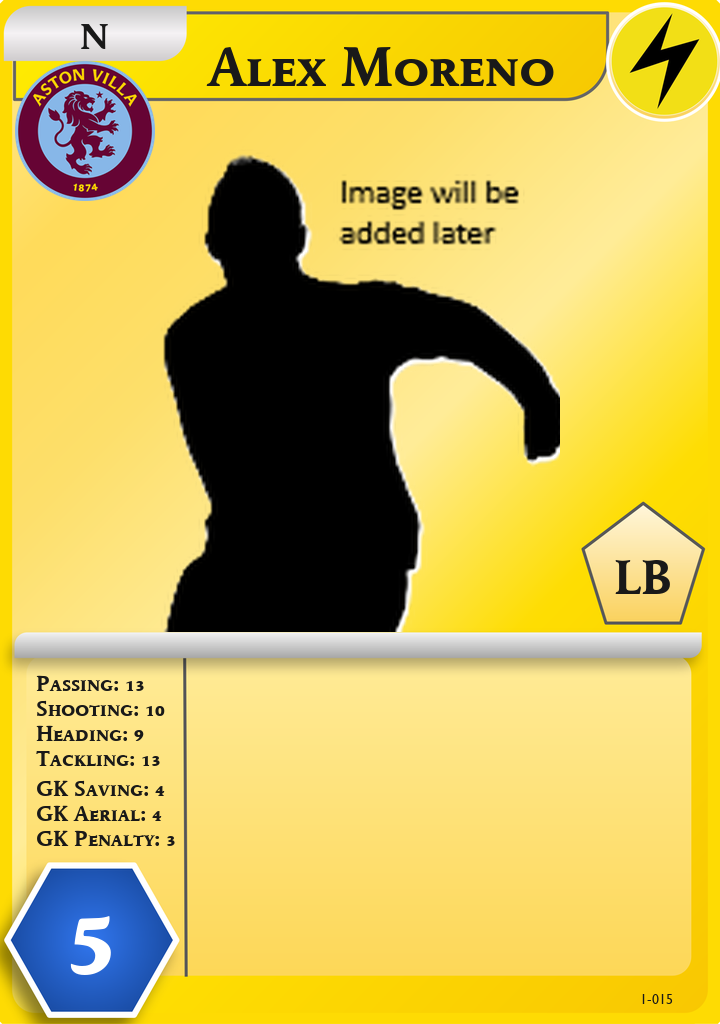 N
Alex Moreno
ASTON VILLA
1874
Image will be
added later
LB
Passing: 13
Shooting: 10
Heading: 9
Tackling: 13
GK Saving: 4
GK Aerial: 4
GK Penalty: 3
5
1-015